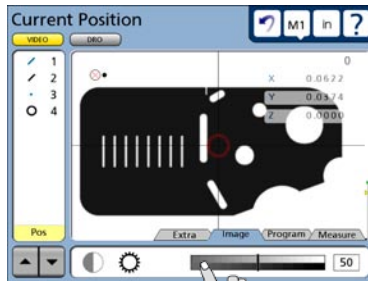 Current Position
M1 in ?
VIDEO DRO
1
2
3
4
0
X 0.0622
Y 0.0374
Z 0.0000
Pos
Extra Image Program Measure
50